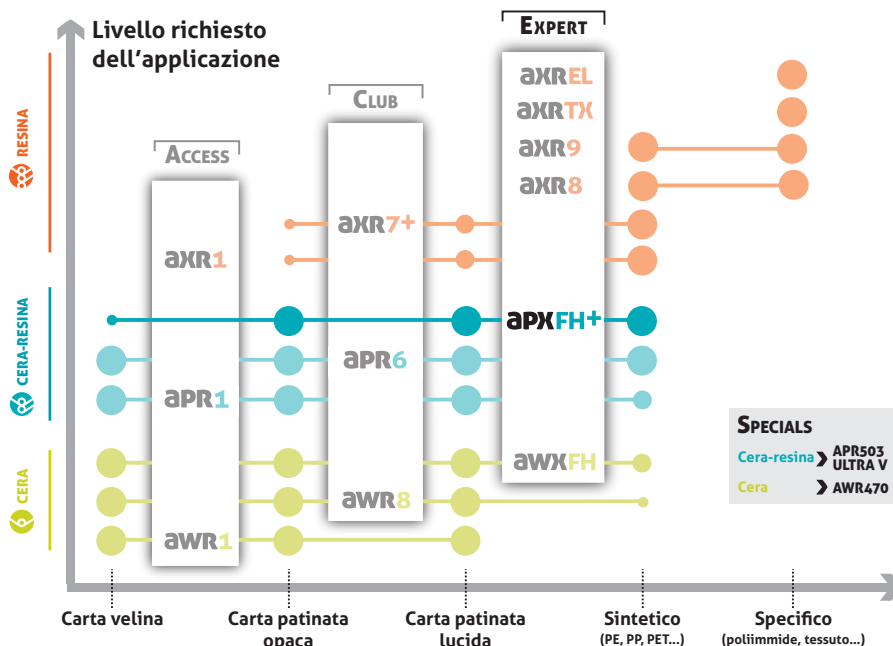 Livello richiesto
dell'applicazione
RESINA
CERA-RESINA
CERA
ACCESS
aXR1
aPR1
aWR1
CLUB
aXR7+
aPR6
aWR8
EXPERT
aXREL
aXRTX
aXR9
aXR8
aPXFH+
aWXFH
SPECIALS
Cera-resina APR503
ULTRA V
Cera AWR470
Carta velina
Carta patinata
opaca
Carta patinata
lucida
Sintetico
(PE, PP, PET...)
Specifico
(poliimmide, tessuto...)